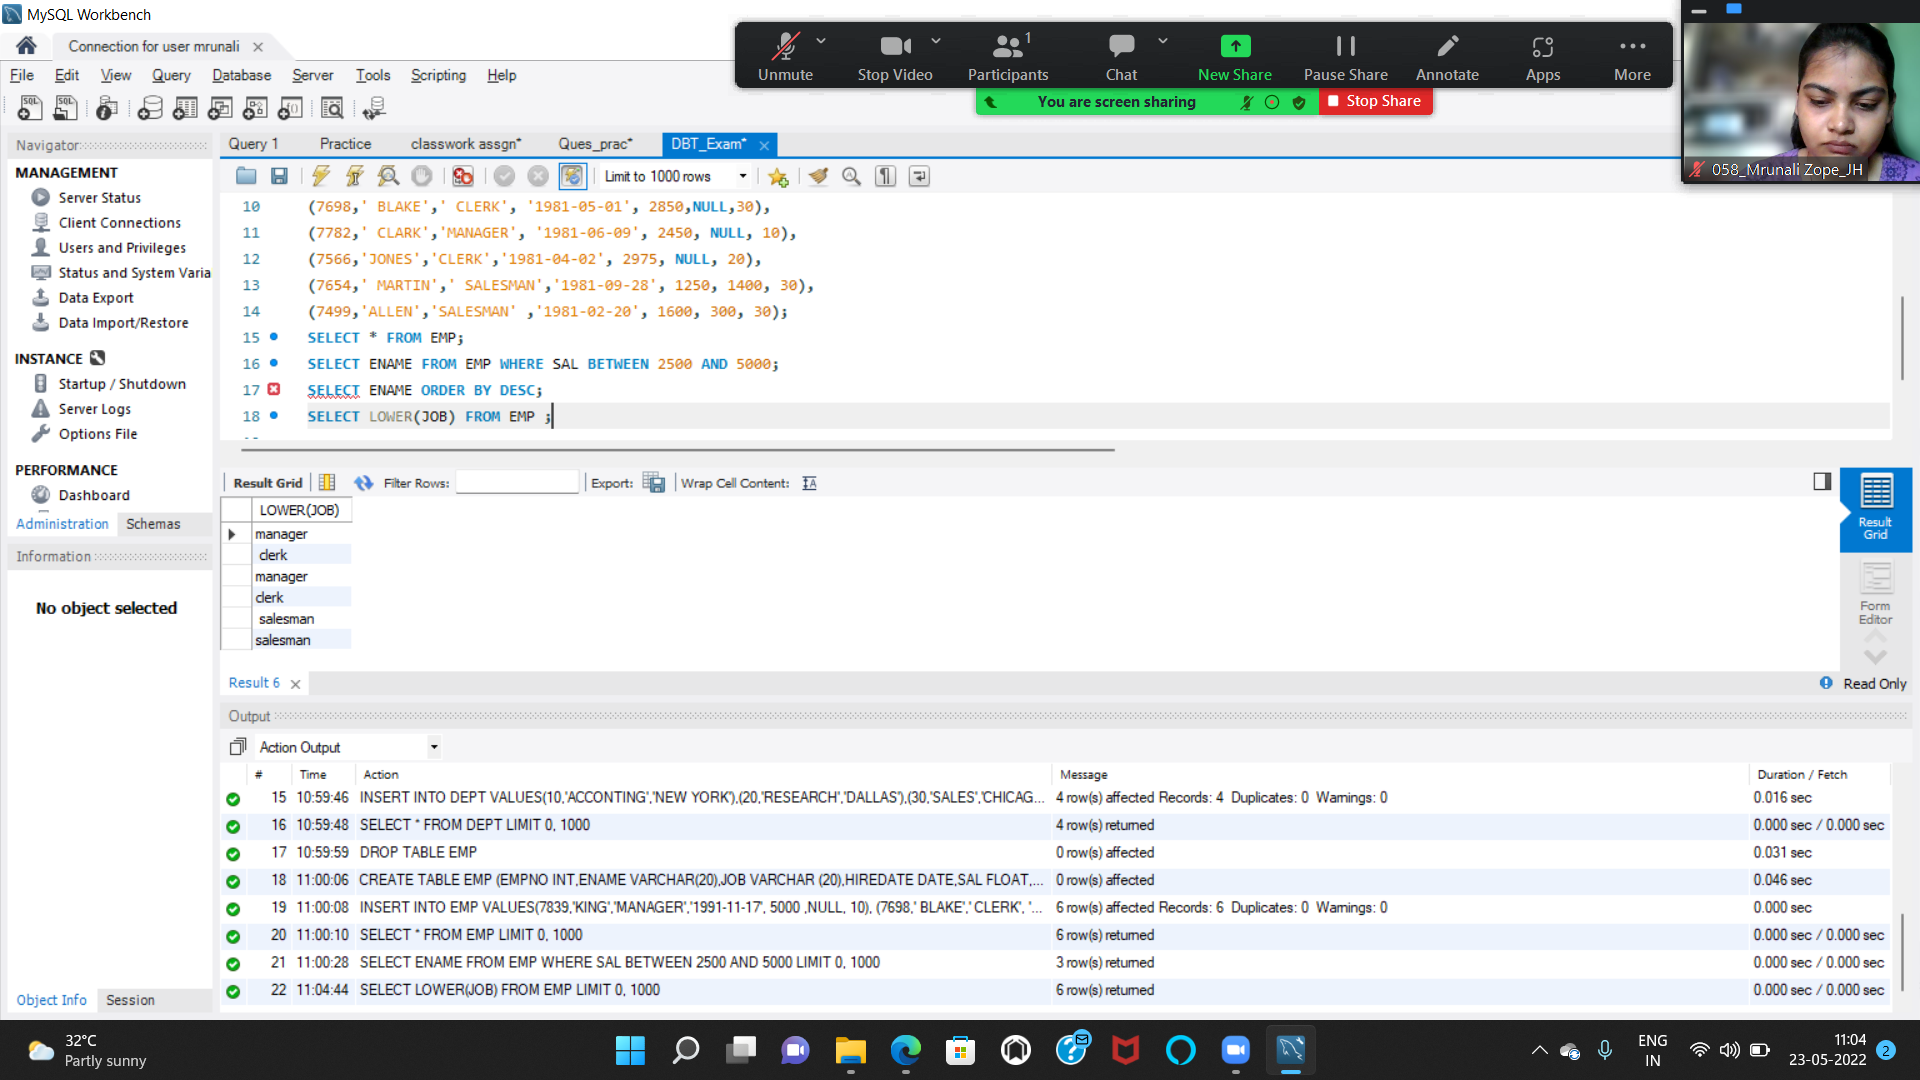 MySQL Workbench
Connection for user mrunali
File Edit View Query Database Server Tools Scripting Help
Unmute Stop Video Participants 1 Chat New Share Pause Share Annotate Apps More
You are screen sharing Stop Share
058_Mrunali Zope_JH
Navigator
MANAGEMENT
Server Status
Client Connections
Users and Privileges
Status and System Varia
Data Export
Data Import/Restore
INSTANCE
Startup / Shutdown
Server Logs
Options File
PERFORMANCE
Dashboard
Administration Schemas
Information
No object selected
Object Info Session
Query 1 Practice classwork assgn* Ques_prac* DBT_Exam*
Limit to 1000 rows
10 (7698,' BLAKE',' CLERK', '1981-05-01', 2850,NULL,30),
11 (7782,' CLARK','MANAGER', '1981-06-09', 2450, NULL, 10),
12 (7566,'JONES','CLERK','1981-04-02', 2975, NULL, 20),
13 (7654,' MARTIN',' SALESMAN','1981-09-28', 1250, 1400, 30),
14 (7499,'ALLEN','SALESMAN' ,'1981-02-20', 1600, 300, 30);
15 SELECT * FROM EMP;
16 SELECT ENAME FROM EMP WHERE SAL BETWEEN 2500 AND 5000;
17 SELECT ENAME ORDER BY DESC;
18 SELECT LOWER(JOB) FROM EMP ;
Result Grid Filter Rows: Export: Wrap Cell Content:
LOWER(JOB)
manager
clerk
manager
clerk
salesman
salesman
Result Grid
Form Editor
Result 6 Read Only
Output
Action Output
# Time Action Message Duration / Fetch
15 10:59:46 INSERT INTO DEPT VALUES(10,'ACCONTING','NEW YORK'),(20,'RESEARCH','DALLAS'),(30,'SALES','CHICAG... 4 row(s) affected Records: 4 Duplicates: 0 Warnings: 0 0.016 sec
16 10:59:48 SELECT * FROM DEPT LIMIT 0, 1000 4 row(s) returned 0.000 sec / 0.000 sec
17 10:59:59 DROP TABLE EMP 0 row(s) affected 0.031 sec
18 11:00:06 CREATE TABLE EMP (EMPNO INT,ENAME VARCHAR(20),JOB VARCHAR (20),HIREDATE DATE,SAL FLOAT,... 0 row(s) affected 0.046 sec
19 11:00:08 INSERT INTO EMP VALUES(7839,'KING','MANAGER','1991-11-17', 5000 ,NULL, 10), (7698,' BLAKE',' CLERK', '... 6 row(s) affected Records: 6 Duplicates: 0 Warnings: 0 0.000 sec
20 11:00:10 SELECT * FROM EMP LIMIT 0, 1000 6 row(s) returned 0.000 sec / 0.000 sec
21 11:00:28 SELECT ENAME FROM EMP WHERE SAL BETWEEN 2500 AND 5000 LIMIT 0, 1000 3 row(s) returned 0.000 sec / 0.000 sec
22 11:04:44 SELECT LOWER(JOB) FROM EMP LIMIT 0, 1000 6 row(s) returned 0.000 sec / 0.000 sec
32°C
Partly sunny
ENG
IN
11:04
23-05-2022
2